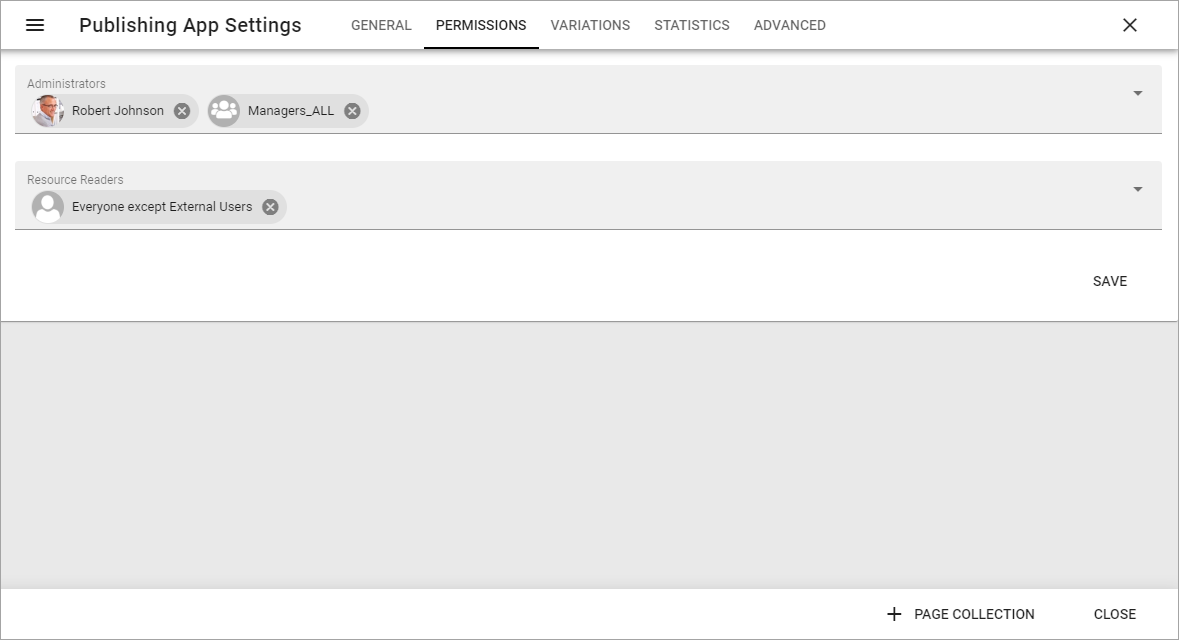 Publishing App Settings GENERAL PERMISSIONS VARIATIONS STATISTICS ADVANCED
Administrators
Robert Johnson Managers_ALL
Resource Readers
Everyone except External Users
SAVE
PAGE COLLECTION CLOSE